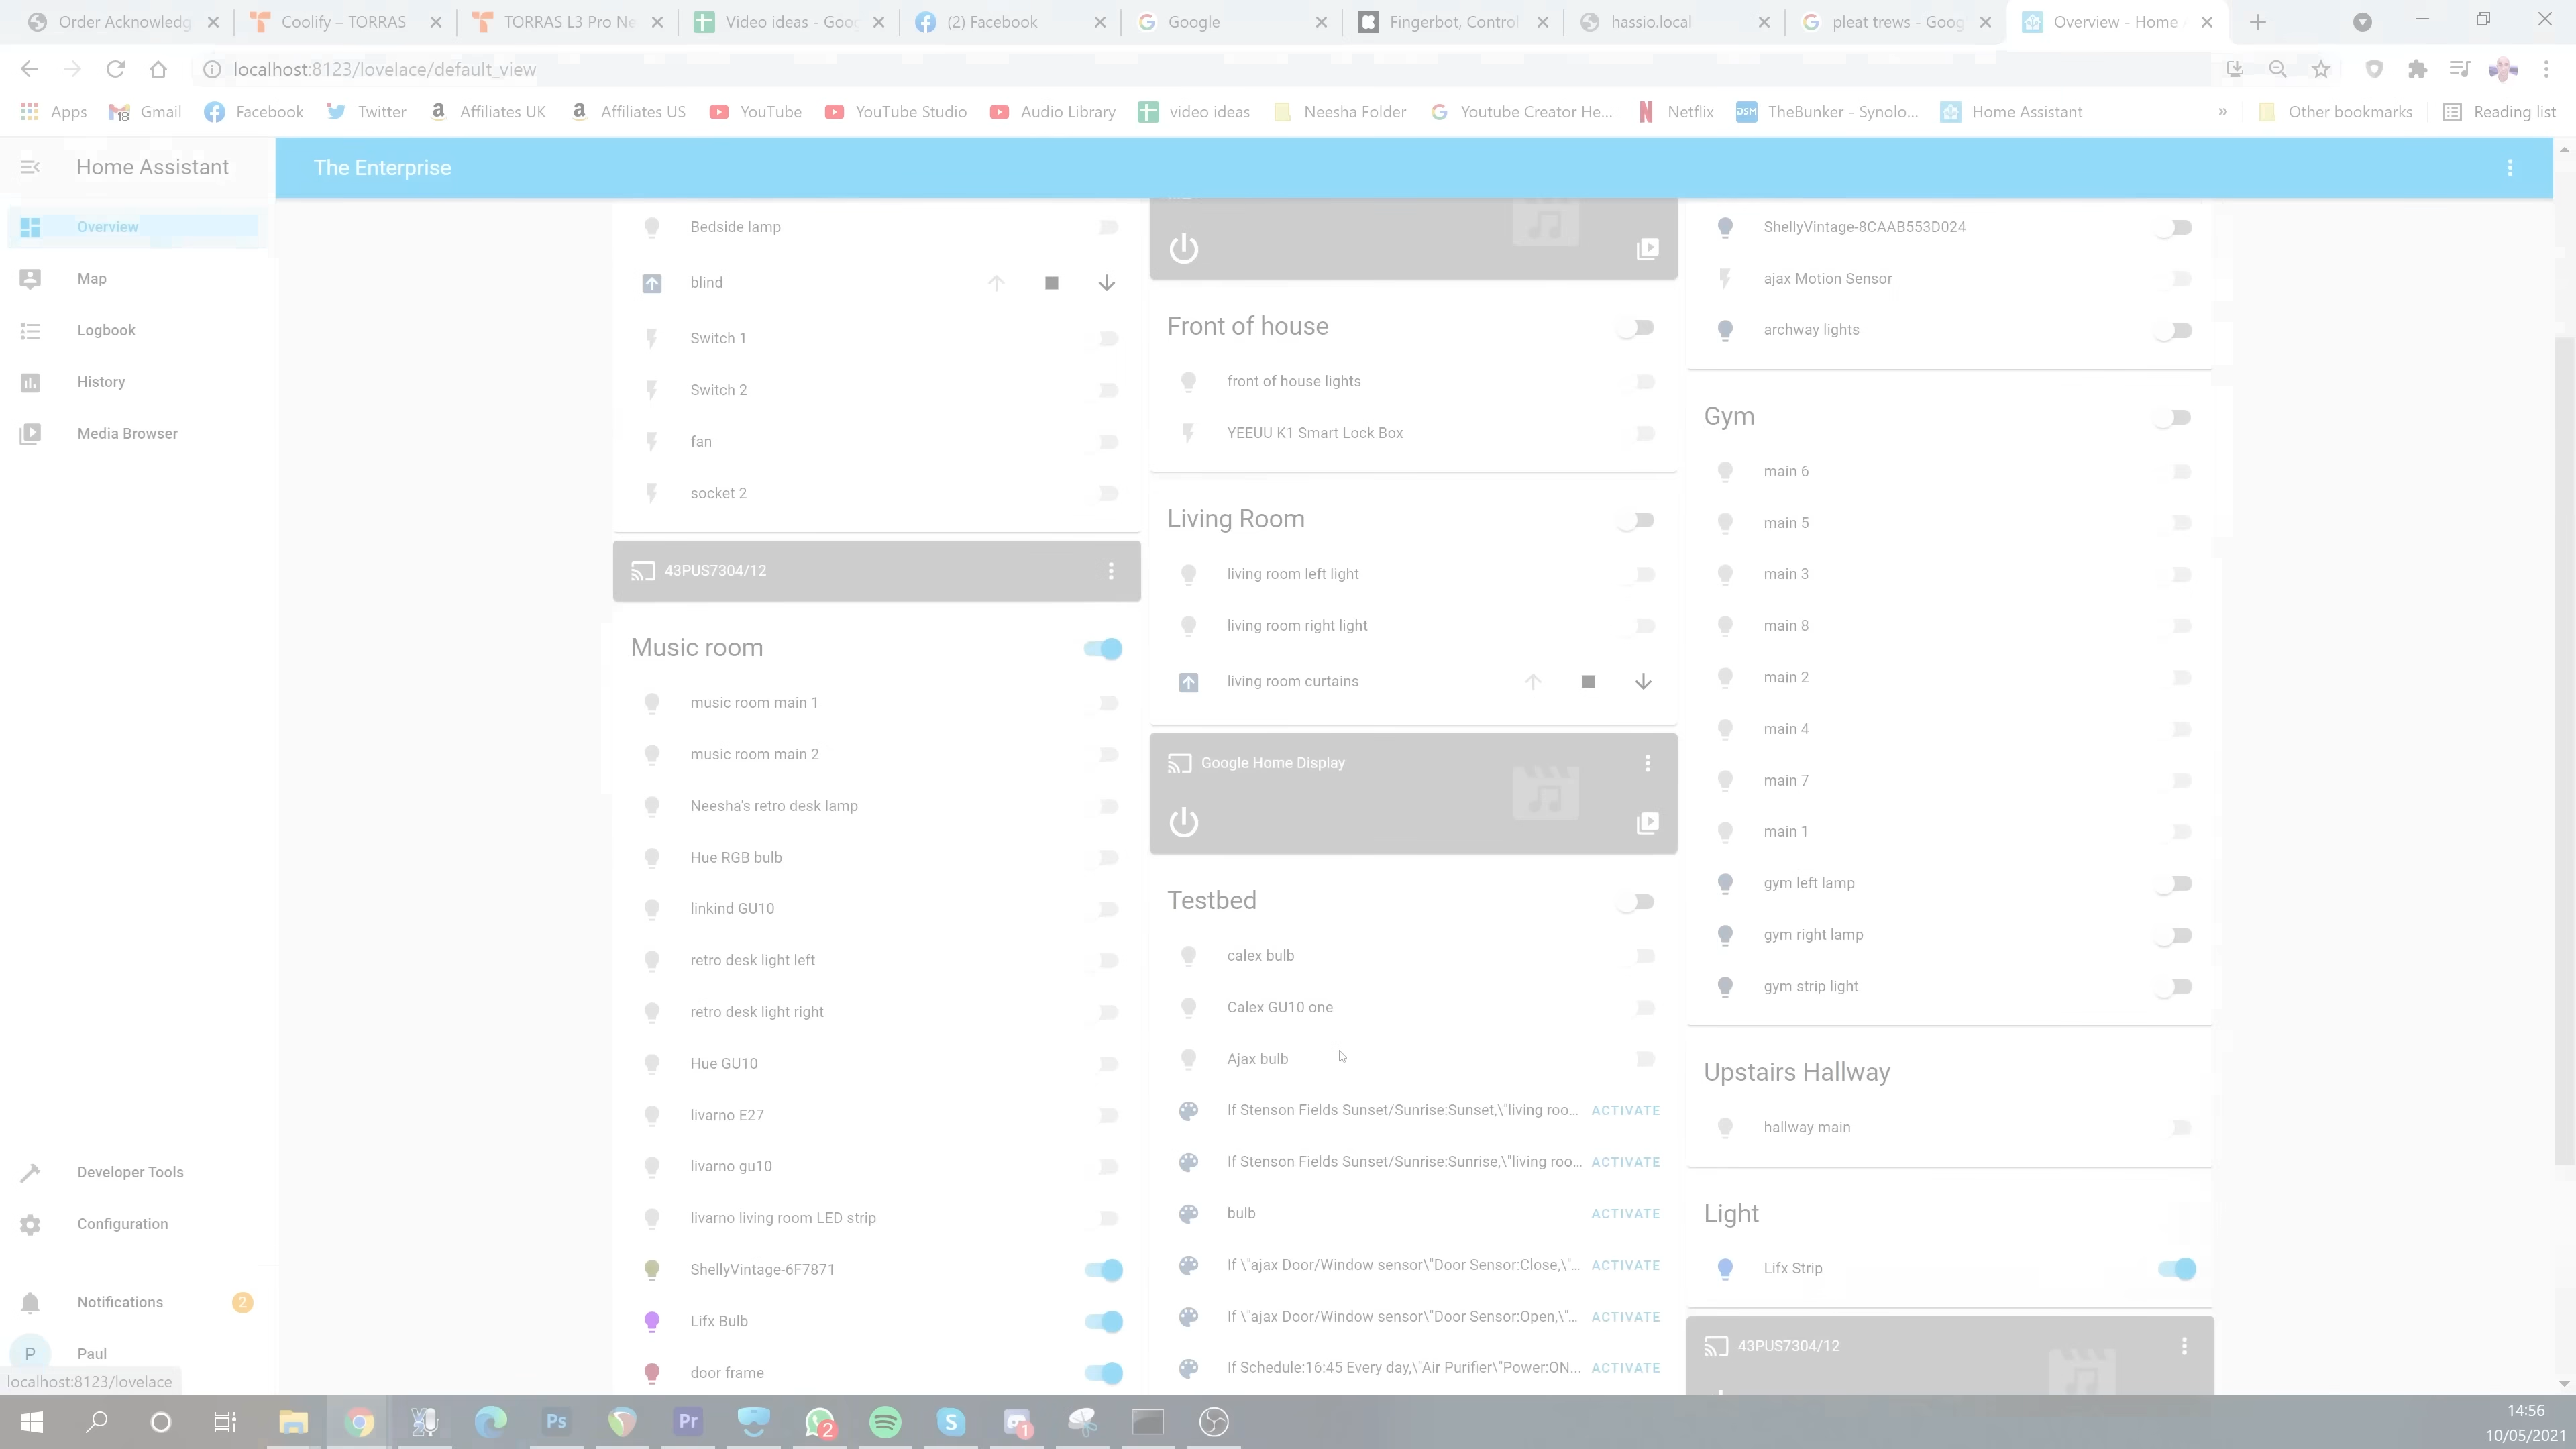 Order Acknowledg
Coolify – TORRAS
TORRAS L3 Pro Ne
Video ideas - Goo
(2) Facebook
Google
Fingerbot, Control
hassio.local
pleat trews - Goog
Overview - Home A
localhost:8123/lovelace/default_view
Apps
18
Gmail
Facebook
Twitter
Affiliates UK
Affiliates US
YouTube
YouTube Studio
Audio Library
video ideas
Neesha Folder
Youtube Creator He...
Netflix
DSM
TheBunker - Synolo...
Home Assistant
»
Other bookmarks
Reading list
Home Assistant
The Enterprise
Overview
Map
Logbook
History
Media Browser
Developer Tools
Configuration
Notifications
2
P
Paul
localhost:8123/lovelace
Bedside lamp
blind
Switch 1
Switch 2
fan
socket 2
43PUS7304/12
Music room
music room main 1
music room main 2
Neesha's retro desk lamp
Hue RGB bulb
linkind GU10
retro desk light left
retro desk light right
Hue GU10
livarno E27
livarno gu10
livarno living room LED strip
ShellyVintage-6F7871
Lifx Bulb
door frame
Front of house
front of house lights
YEEUU K1 Smart Lock Box
Living Room
living room left light
living room right light
living room curtains
Google Home Display
Testbed
calex bulb
Calex GU10 one
Ajax bulb
If Stenson Fields Sunset/Sunrise:Sunset,\"living roo... ACTIVATE
If Stenson Fields Sunset/Sunrise:Sunrise,\"living roo... ACTIVATE
bulb ACTIVATE
If \"ajax Door/Window sensor\"Door Sensor:Close,\"... ACTIVATE
If \"ajax Door/Window sensor\"Door Sensor:Open,\"... ACTIVATE
If Schedule:16:45 Every day,\"Air Purifier\"Power:ON... ACTIVATE
ShellyVintage-8CAAB553D024
ajax Motion Sensor
archway lights
Gym
main 6
main 5
main 3
main 8
main 2
main 4
main 7
main 1
gym left lamp
gym right lamp
gym strip light
Upstairs Hallway
hallway main
Light
Lifx Strip
43PUS7304/12
Ps
Pr
2
S
1
14:56
10/05/2021